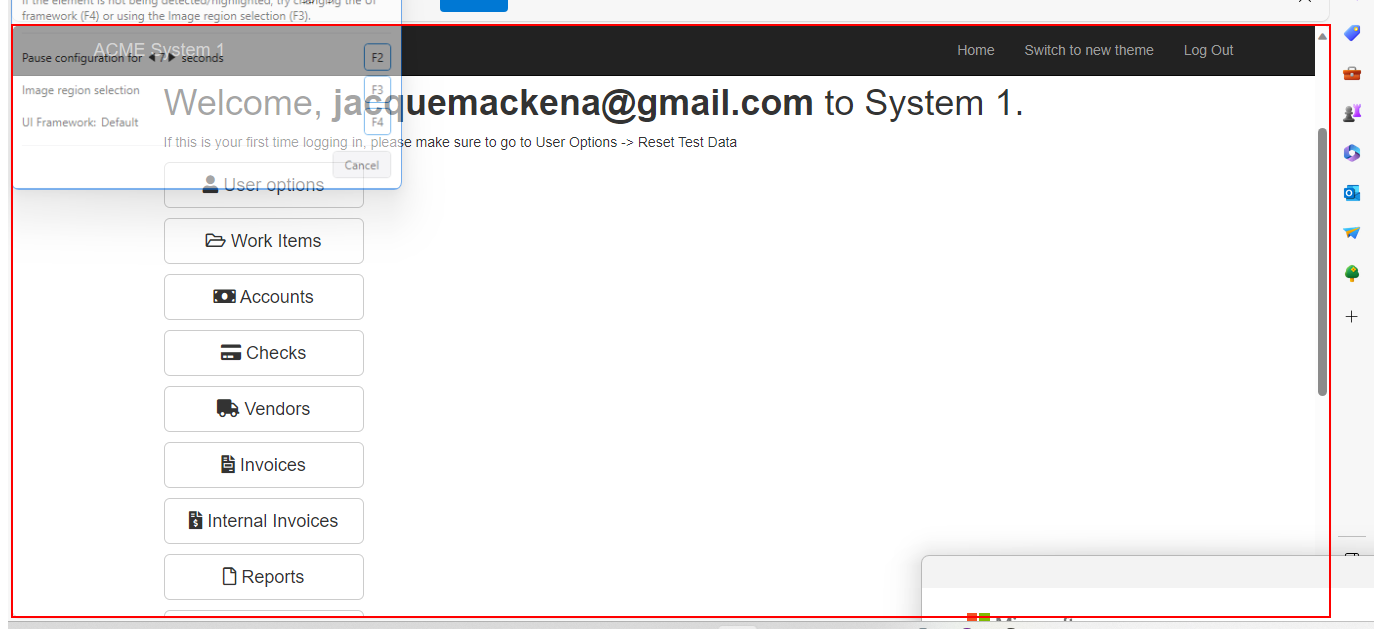 If the element is not being detected/highlighted, try changing the UI
framework (F4) or using the Image region selection (F3).
ACME System 1
Home Switch to new theme Log Out
Pause configuration for 7 seconds F2
Image region selection F3
UI Framework: Default F4
Welcome, jacquemackena@gmail.com to System 1.
If this is your first time logging in, please make sure to go to User Options -> Reset Test Data
Cancel
User options
Work Items
Accounts
Checks
Vendors
Invoices
Internal Invoices
Reports